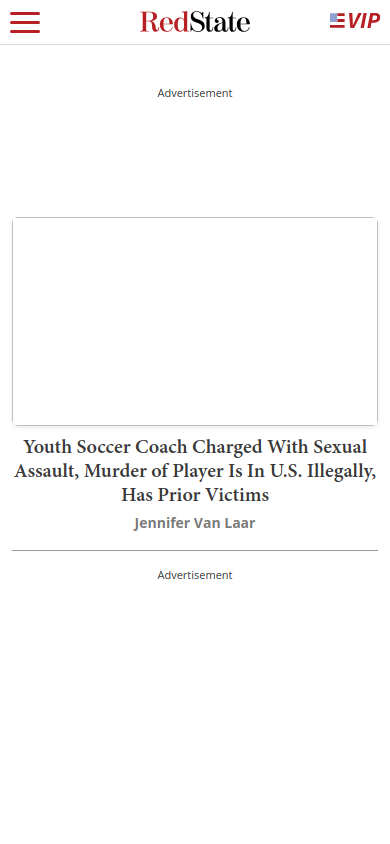 RedState
VIP
Advertisement
Youth Soccer Coach Charged With Sexual
Assault, Murder of Player Is In U.S. Illegally,
Has Prior Victims
Jennifer Van Laar
Advertisement